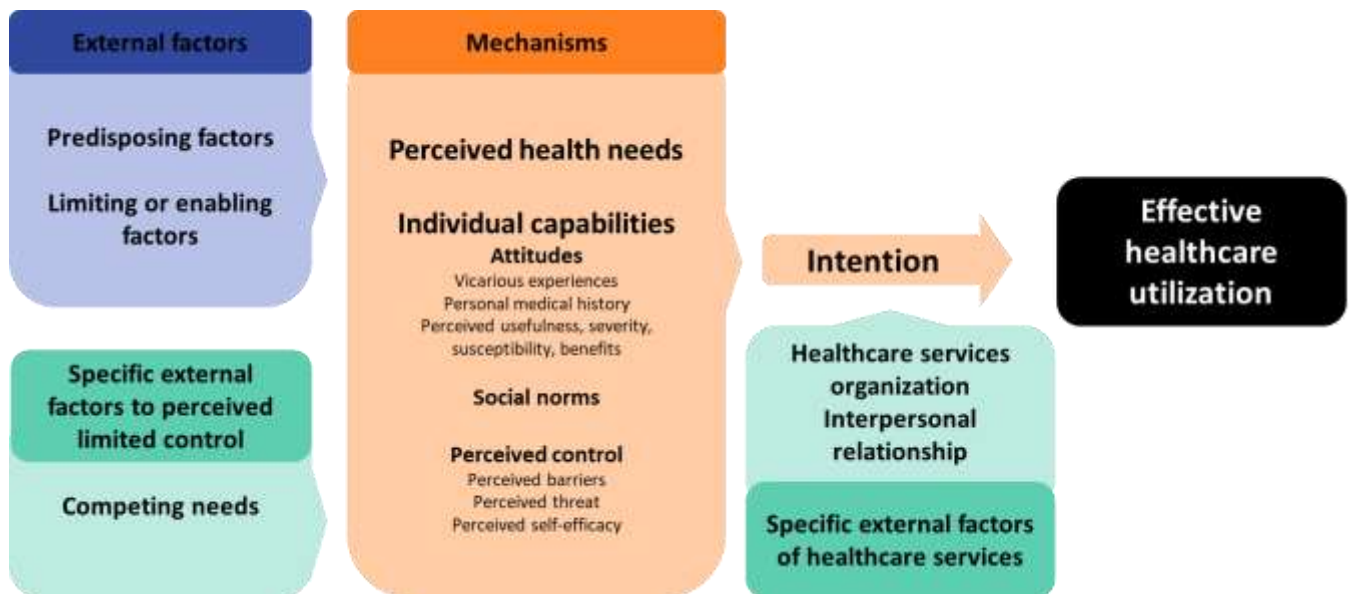 External factors
Predisposing factors
Limiting or enabling
factors
Specific external
factors to perceived
limited control
Competing needs
Mechanisms
Perceived health needs
Individual capabilities
Attitudes
Vicarious experiences
Personal medical history
Perceived usefulness, severity,
susceptibility, benefits
Social norms
Perceived control
Perceived barriers
Perceived threat
Perceived self-efficacy
Intention
Healthcare services
organization
Interpersonal
relationship
Specific external factors
of healthcare services
Effective
healthcare
utilization